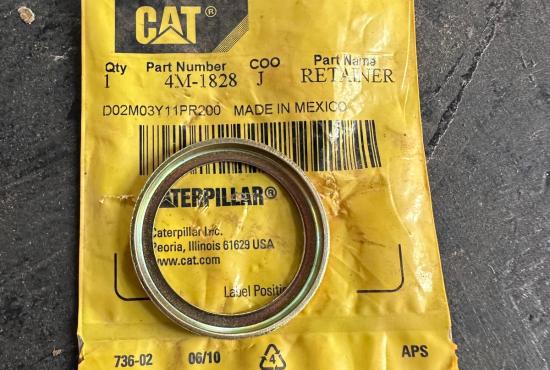 CAT®
Qty Part Number COO Part Name
1 4M-1828 J RETAINER
D02M03Y11PR200 MADE IN MEXICO
CATERPILLAR®
Caterpillar Inc.
Peoria, Illinois 61629 USA
www.cat.com
Label Positio
736-02 06/10 4 APS